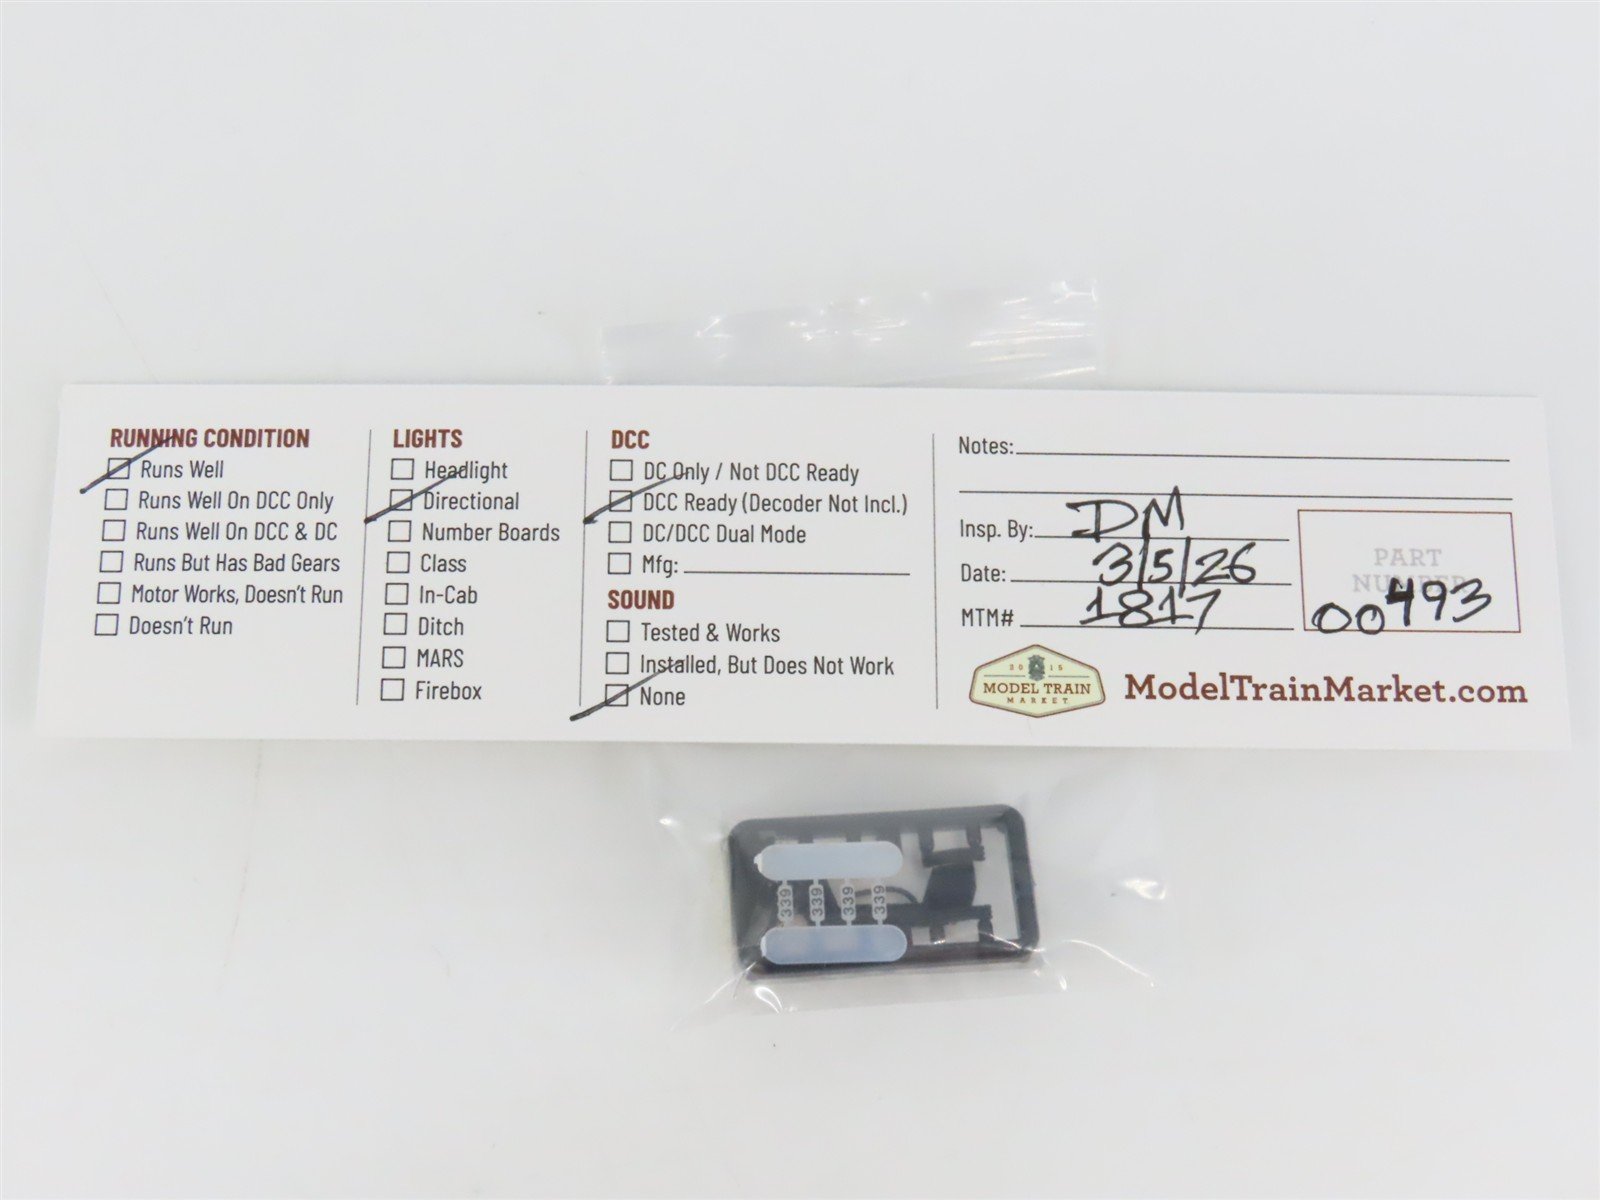 RUNNING CONDITION
Runs Well
Runs Well On DCC Only
Runs Well On DCC & DC
Runs But Has Bad Gears
Motor Works, Doesn't Run
Doesn't Run
LIGHTS
Headlight
Directional
Number Boards
Class
In-Cab
Ditch
MARS
Firebox
DCC
DC Only / Not DCC Ready
DCC Ready (Decoder Not Incl.)
DC/DCC Dual Mode
Mfg:
SOUND
Tested & Works
Installed, But Does Not Work
None
Notes:
Insp. By: DM
Date: 3/5/26
MTM# 1817
PART
NUMBER
00493
2015
MODEL TRAIN
MARKET
ModelTrainMarket.com
339 339 339 339